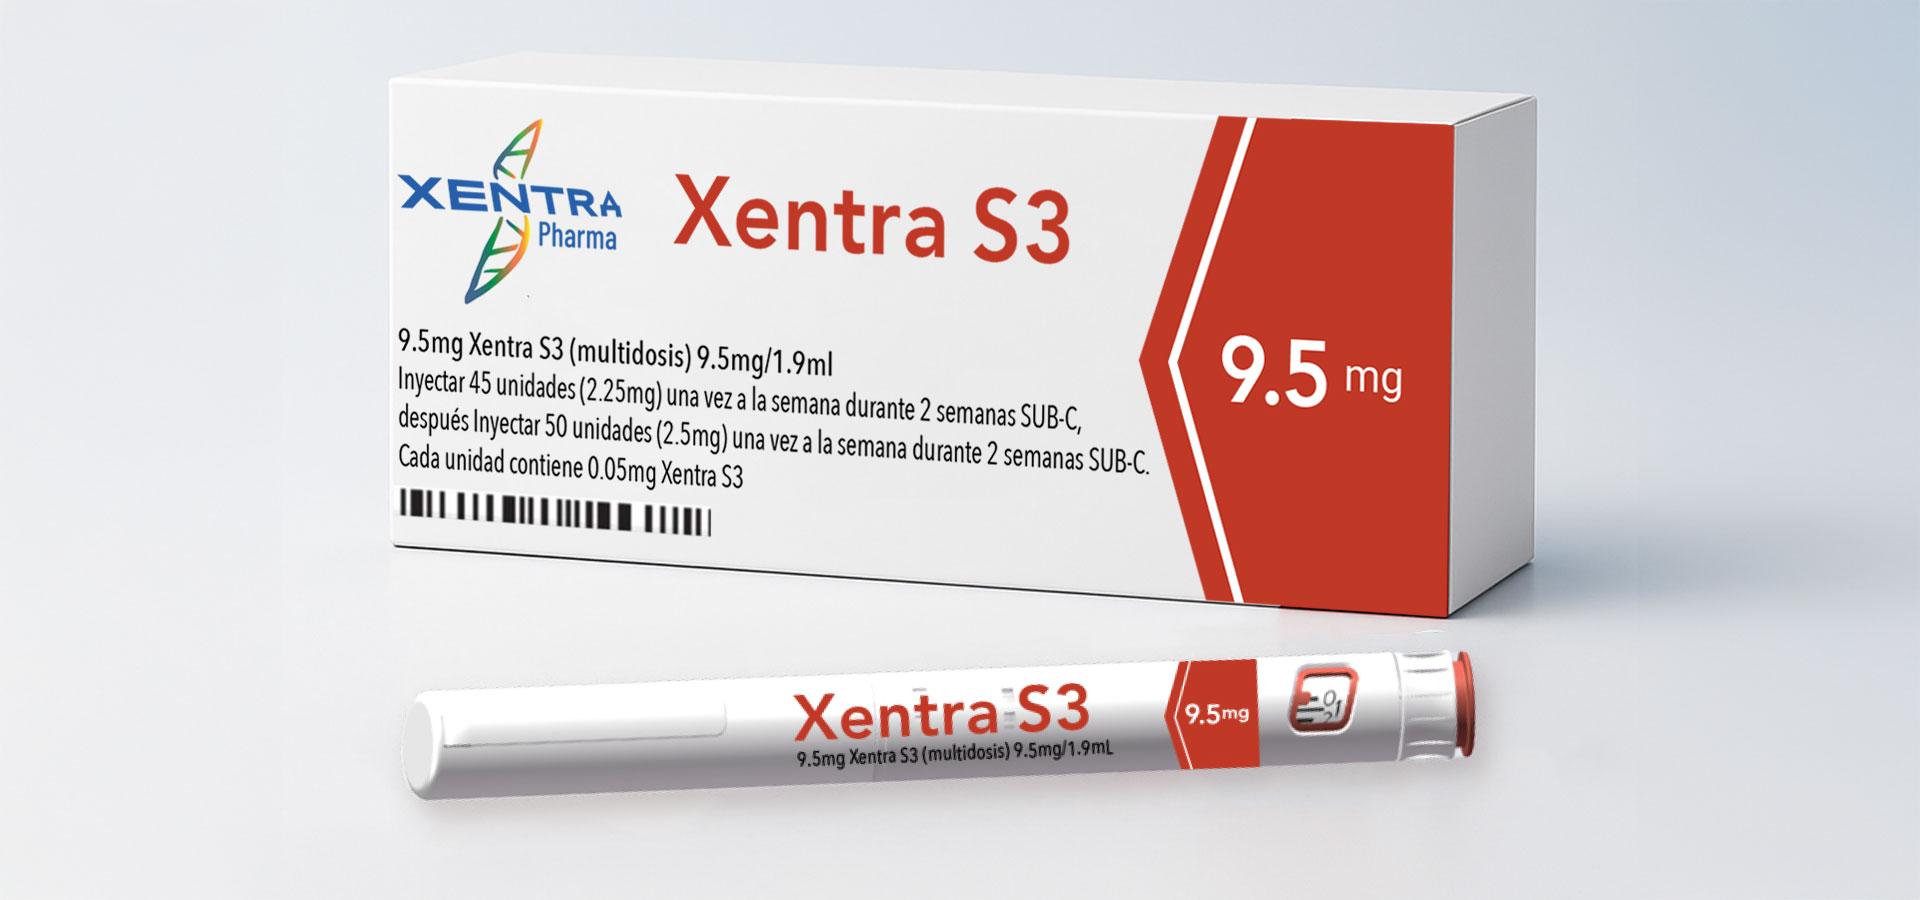 XENTRA
Pharma
Xentra S3
9.5mg Xentra S3 (multidosis) 9.5mg/1.9ml
Inyectar 45 unidades (2.25mg) una vez a la semana durante 2 semanas SUB-C,
después Inyectar 50 unidades (2.5mg) una vez a la semana durante 2 semanas SUB-C.
Cada unidad contiene 0.05mg Xentra S3
9.5 mg
Xentra S3
9.5mg Xentra S3 (multidosis) 9.5mg/1.9mL
9.5mg
0
1
2